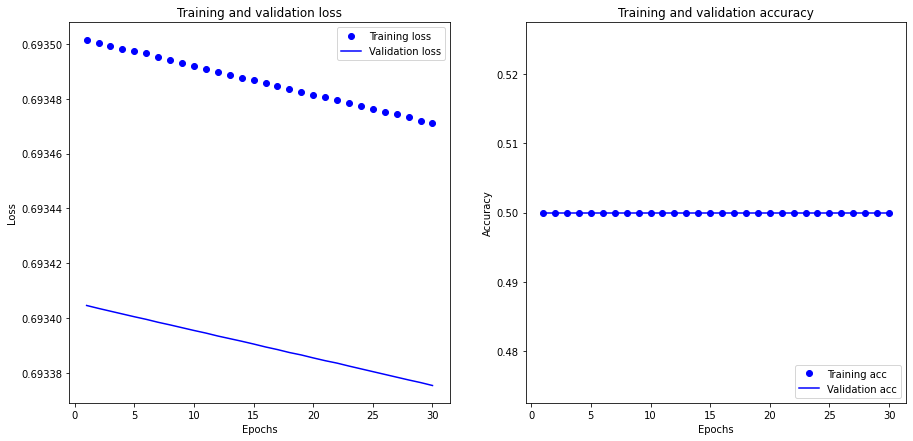 Training and validation loss
Training loss
Validation loss
0.69350
0.69348
0.69346
0.69344
0.69342
0.69340
0.69338
Loss
0 5 10 15 20 25 30
Epochs
Training and validation accuracy
0.52
0.51
0.50
0.49
0.48
Accuracy
Training acc
Validation acc
0 5 10 15 20 25 30
Epochs